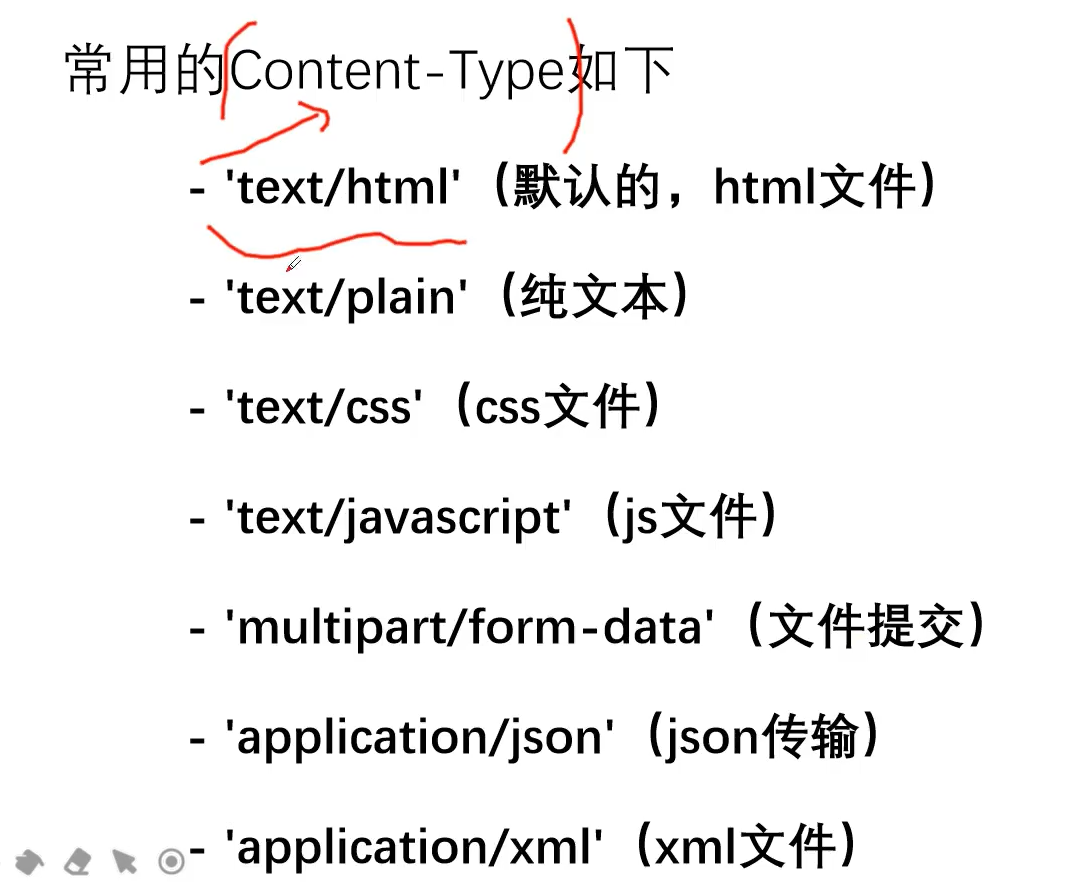 常用的Content-Type如下
- 'text/html'（默认的，html文件）
- 'text/plain'（纯文本）
- 'text/css'（css文件）
- 'text/javascript'（js文件）
- 'multipart/form-data'（文件提交）
- 'application/json'（json传输）
- 'application/xml'（xml文件）